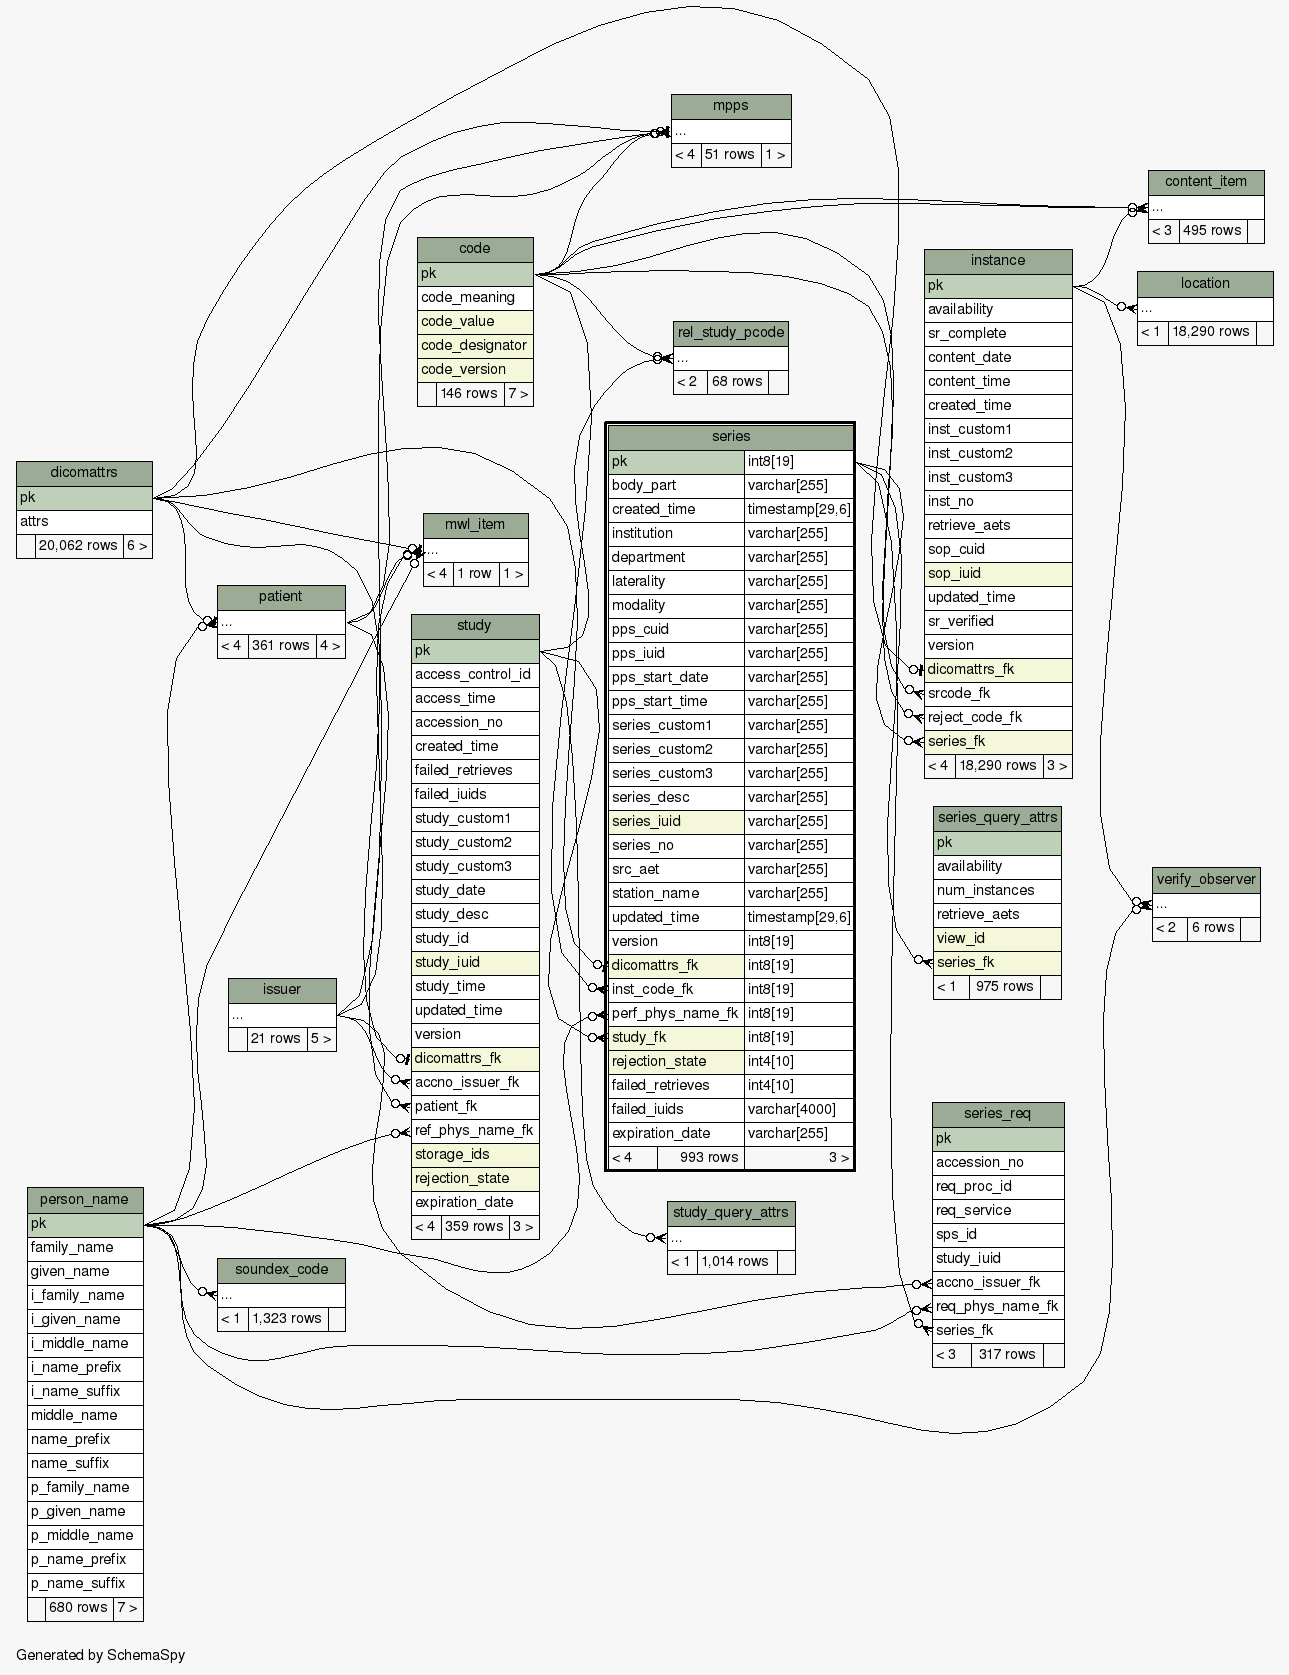 mpps
...
< 4 51 rows 1 >
content_item
...
< 3 495 rows
code
pk
code_meaning
code_value
code_designator
code_version
146 rows 7 >
instance
pk
availability
sr_complete
content_date
content_time
created_time
inst_custom1
inst_custom2
inst_custom3
inst_no
retrieve_aets
sop_cuid
sop_iuid
updated_time
sr_verified
version
dicomattrs_fk
srcode_fk
reject_code_fk
series_fk
< 4 18,290 rows 3 >
location
...
< 1 18,290 rows
rel_study_pcode
...
< 2 68 rows
series
pk int8[19]
body_part varchar[255]
created_time timestamp[29,6]
institution varchar[255]
department varchar[255]
laterality varchar[255]
modality varchar[255]
pps_cuid varchar[255]
pps_iuid varchar[255]
pps_start_date varchar[255]
pps_start_time varchar[255]
series_custom1 varchar[255]
series_custom2 varchar[255]
series_custom3 varchar[255]
series_desc varchar[255]
series_iuid varchar[255]
series_no varchar[255]
src_aet varchar[255]
station_name varchar[255]
updated_time timestamp[29,6]
version int8[19]
dicomattrs_fk int8[19]
inst_code_fk int8[19]
perf_phys_name_fk int8[19]
study_fk int8[19]
rejection_state int4[10]
failed_retrieves int4[10]
failed_iuids varchar[4000]
expiration_date varchar[255]
< 4 993 rows 3 >
dicomattrs
pk
attrs
20,062 rows 6 >
mwl_item
...
< 4 1 row 1 >
patient
...
< 4 361 rows 4 >
study
pk
access_control_id
access_time
accession_no
created_time
failed_retrieves
failed_iuids
study_custom1
study_custom2
study_custom3
study_date
study_desc
study_id
study_iuid
study_time
updated_time
version
dicomattrs_fk
accno_issuer_fk
patient_fk
ref_phys_name_fk
storage_ids
rejection_state
expiration_date
< 4 359 rows 3 >
series_query_attrs
pk
availability
num_instances
retrieve_aets
view_id
series_fk
< 1 975 rows
verify_observer
...
< 2 6 rows
issuer
...
21 rows 5 >
series_req
pk
accession_no
req_proc_id
req_service
sps_id
study_iuid
accno_issuer_fk
req_phys_name_fk
series_fk
< 3 317 rows
person_name
pk
family_name
given_name
i_family_name
i_given_name
i_middle_name
i_name_prefix
i_name_suffix
middle_name
name_prefix
name_suffix
p_family_name
p_given_name
p_middle_name
p_name_prefix
p_name_suffix
680 rows 7 >
study_query_attrs
...
< 1 1,014 rows
soundex_code
...
< 1 1,323 rows
Generated by SchemaSpy